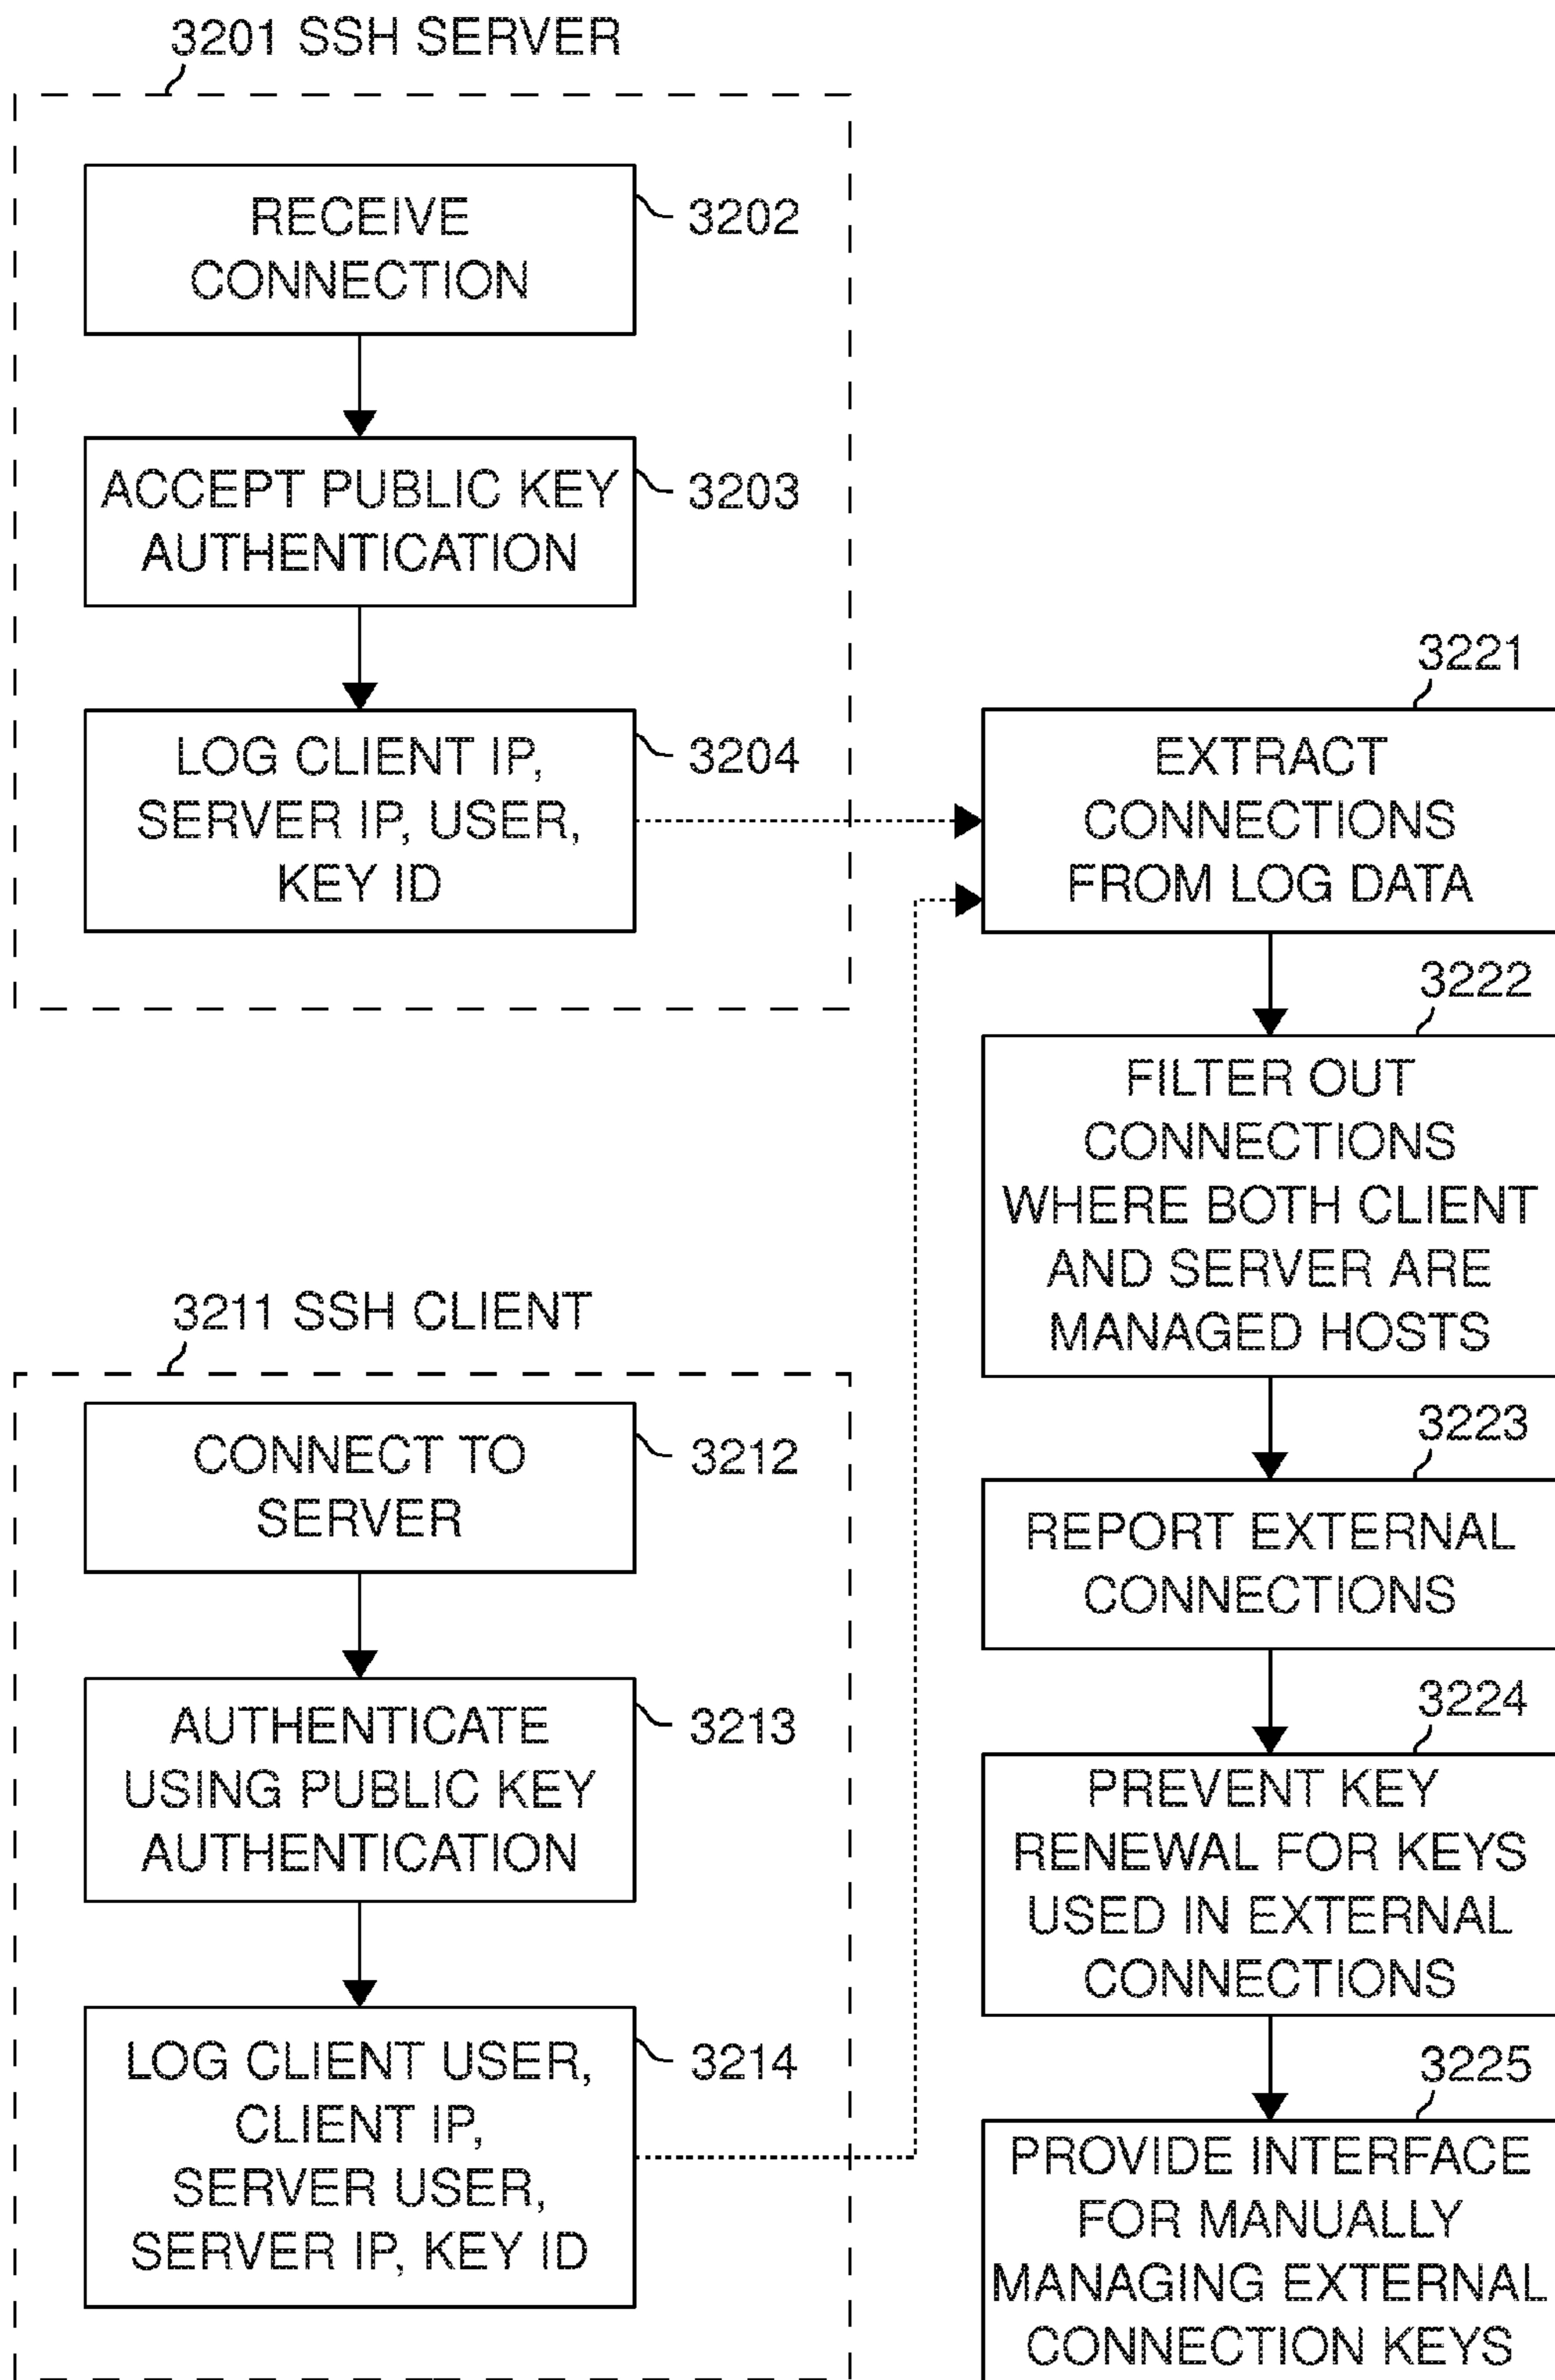 3201 SSH SERVER
RECEIVE
CONNECTION
3202
ACCEPT PUBLIC KEY
AUTHENTICATION
3203
LOG CLIENT IP,
SERVER IP, USER,
KEY ID
3204
3211 SSH CLIENT
CONNECT TO
SERVER
3212
AUTHENTICATE
USING PUBLIC KEY
AUTHENTICATION
3213
LOG CLIENT USER,
CLIENT IP,
SERVER USER,
SERVER IP, KEY ID
3214
3221
EXTRACT
CONNECTIONS
FROM LOG DATA
3222
FILTER OUT
CONNECTIONS
WHERE BOTH CLIENT
AND SERVER ARE
MANAGED HOSTS
3223
REPORT EXTERNAL
CONNECTIONS
3224
PREVENT KEY
RENEWAL FOR KEYS
USED IN EXTERNAL
CONNECTIONS
3225
PROVIDE INTERFACE
FOR MANUALLY
MANAGING EXTERNAL
CONNECTION KEYS